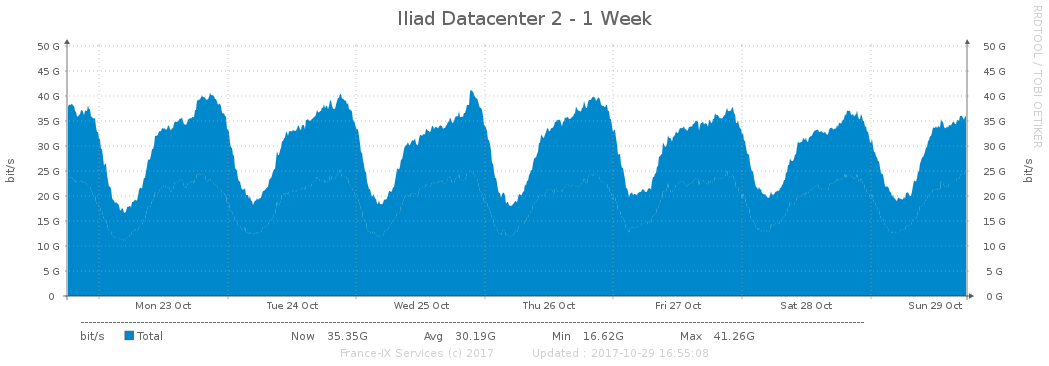 Iliad Datacenter 2 - 1 Week
RRDTOOL / TOBI OETIKER
50 G 50 G
45 G 45 G
40 G 40 G
35 G 35 G
30 G 30 G
25 G 25 G
20 G 20 G
15 G 15 G
10 G 10 G
5 G 5 G
0 0 G
bit/s bit/s
Mon 23 Oct Tue 24 Oct Wed 25 Oct Thu 26 Oct Fri 27 Oct Sat 28 Oct Sun 29 Oct
bit/s Total Now 35.35G Avg 30.19G Min 16.62G Max 41.26G
France-IX Services (c) 2017 Updated : 2017-10-29 16:55:08